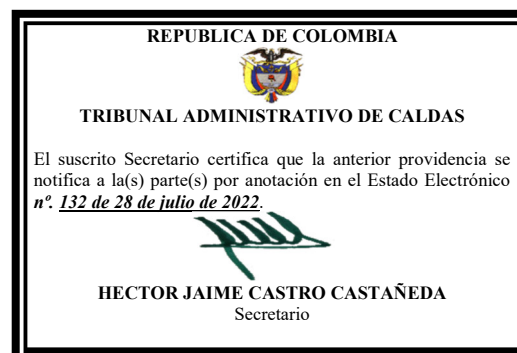 REPUBLICA DE COLOMBIA
TRIBUNAL ADMINISTRATIVO DE CALDAS
El suscrito Secretario certifica que la anterior providencia se
notifica a la(s) parte(s) por anotación en el Estado Electrónico
nº. 132 de 28 de julio de 2022.
HECTOR JAIME CASTRO CASTAÑEDA
Secretario